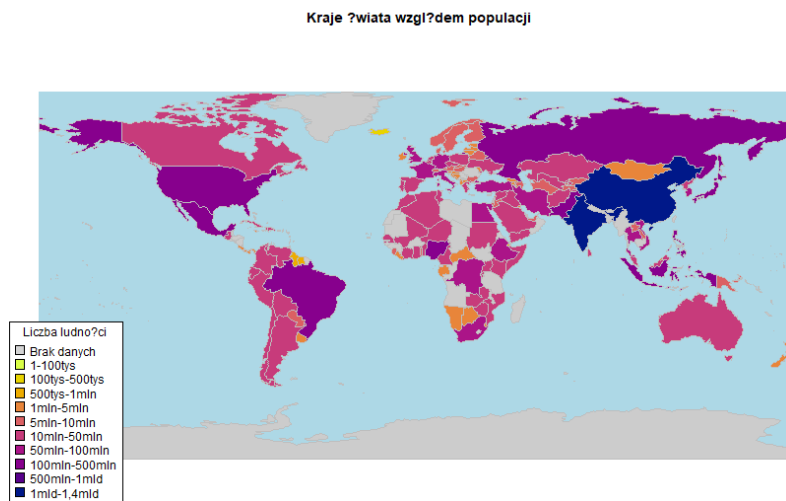 Kraje ?wiata wzgl?dem populacji
Liczba ludno?ci
Brak danych
1-100tys
100tys-500tys
500tys-1mln
1mln-5mln
5mln-10mln
10mln-50mln
50mln-100mln
100mln-500mln
500mln-1mld
1mld-1,4mld